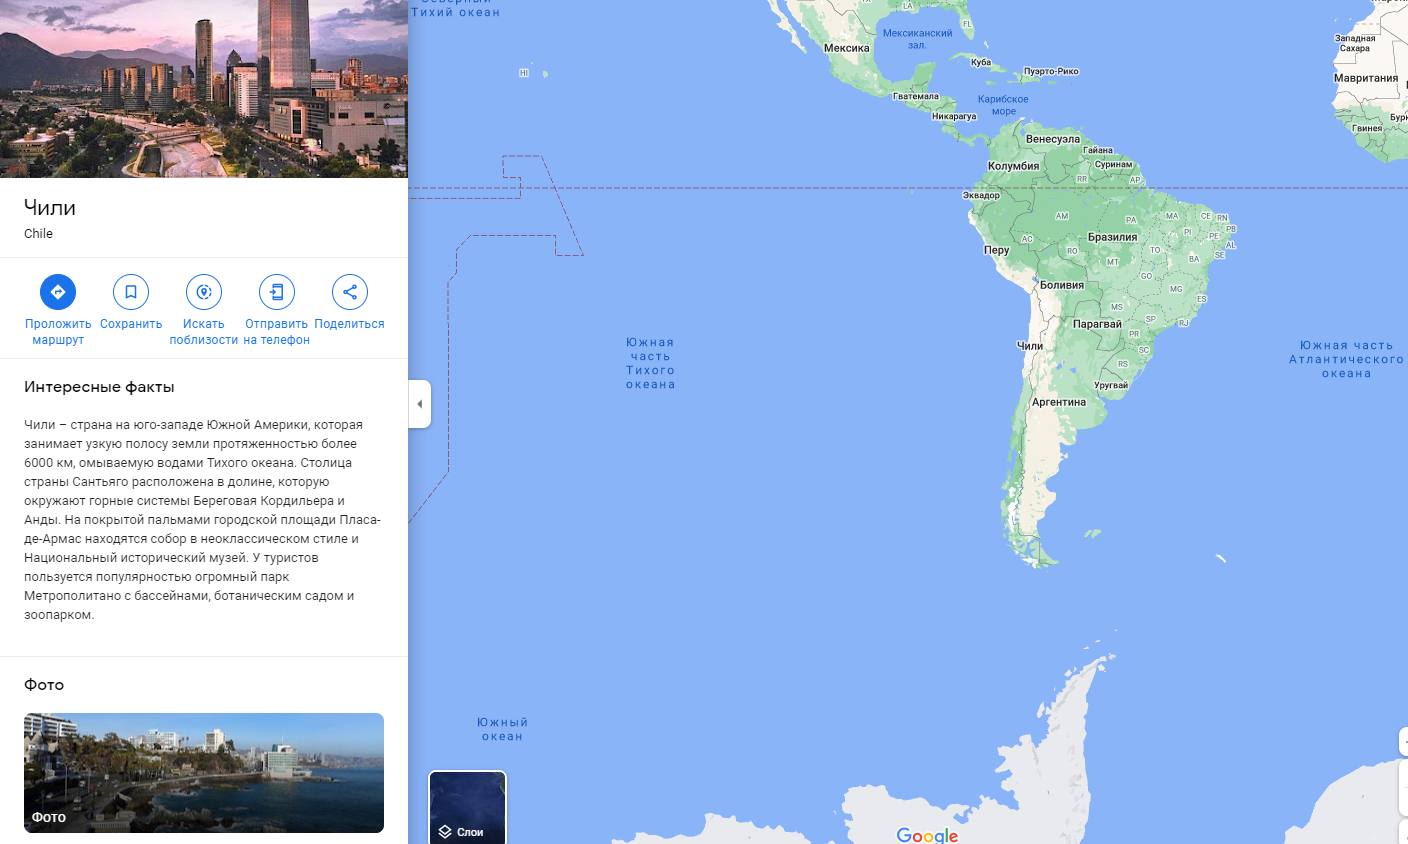 Чили
Chile
Проложить
маршрут
Сохранить
Искать
поблизости
Отправить
на телефон
Поделиться
Интересные факты
Чили – страна на юго-западе Южной Америки, которая
занимает узкую полосу земли протяженностью более
6000 км, омываемую водами Тихого океана. Столица
страны Сантьяго расположена в долине, которую
окружают горные системы Береговая Кордильера и
Анды. На покрытой пальмами городской площади Пласа-
де-Армас находятся собор в неоклассическом стиле и
Национальный исторический музей. У туристов
пользуется популярностью огромный парк
Метрополитано с бассейнами, ботаническим садом и
зоопарком.
Фото
Фото
Тихий океан
LA
FL
Мексиканский
зал.
Западная
Сахара
Мексика
HI
Куба
Пуэрто-Рико
Мавритания
Гватемала
Карибское
море
Никарагуа
Гвинея
Венесуэла
Гайана
Колумбия
Суринам
RR
AP
Эквадор
AM
PA
MA
CE
RN
PI
PB
PE
AC
Бразилия
AL
Перу
RO
TO
SE
MT
BA
GO
Боливия
MG
ES
MS
SP
Парагвай
RJ
PR
Чили
SC
RS
Уругвай
Аргентина
Южная
часть
Тихого
океана
Южная часть
Атлантического
океана
Южный
океан
Слои
Google